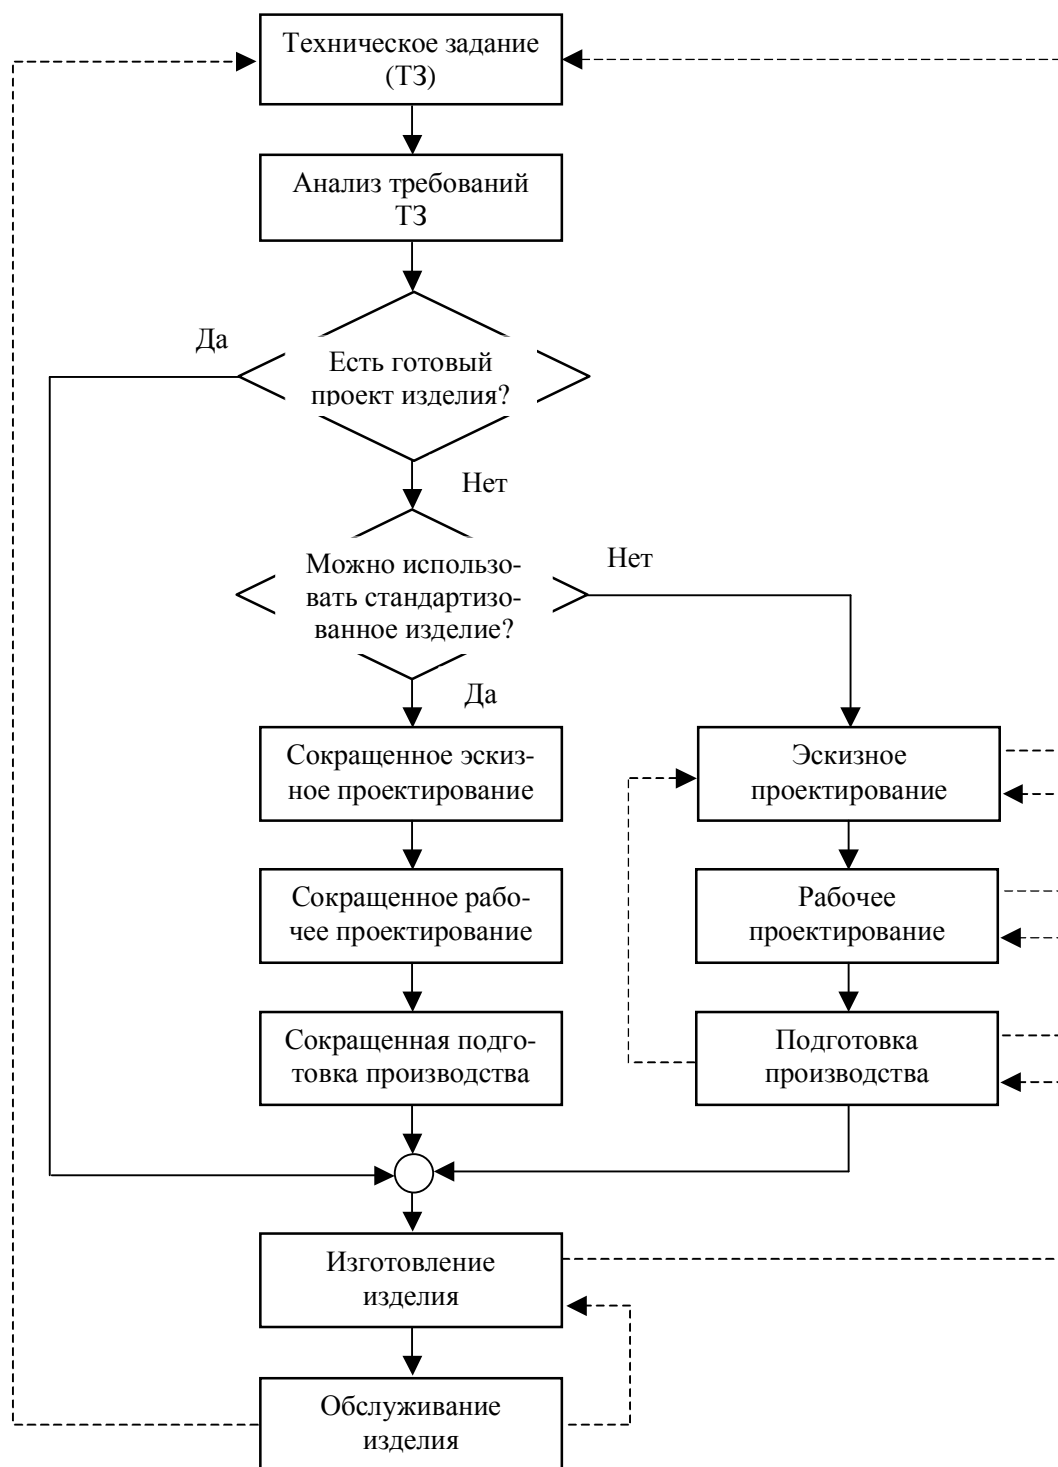 Техническое задание
(ТЗ)
Анализ требований
ТЗ
Да
Есть готовый
проект изделия?
Нет
Можно использо-
вать стандартизо-
ванное изделие?
Нет
Да
Сокращенное эскиз-
ное проектирование
Эскизное
проектирование
Сокращенное рабо-
чее проектирование
Рабочее
проектирование
Сокращенная подго-
товка производства
Подготовка
производства
Изготовление
изделия
Обслуживание
изделия